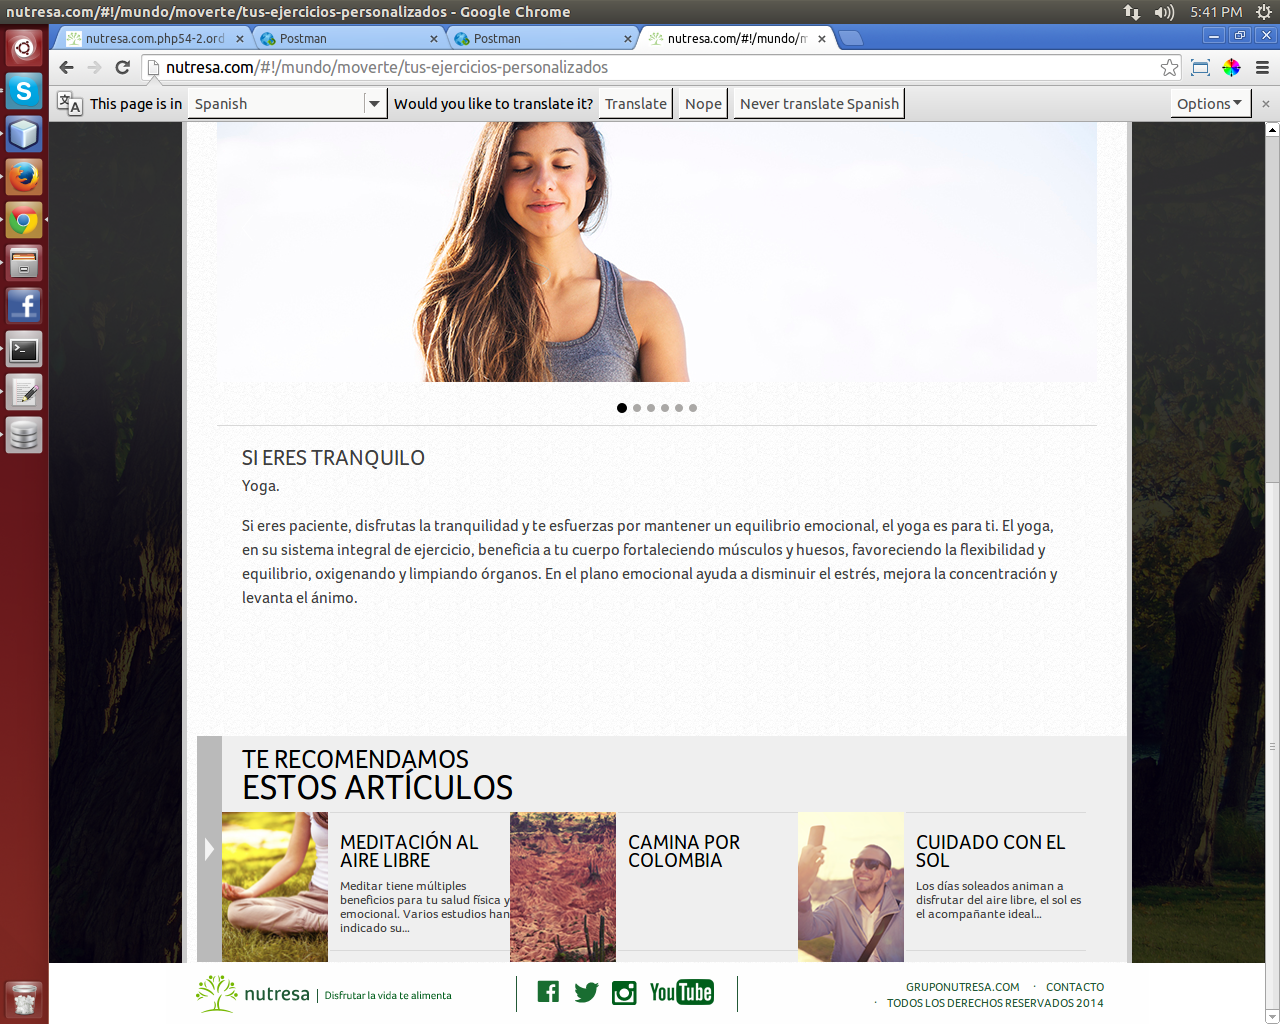 nutresa.com/#!/mundo/moverte/tus-ejercicios-personalizados - Google Chrome
5:41 PM
nutresa.com.php54-2.ord
Postman
Postman
nutresa.com/#!/mundo/m
nutresa.com/#!/mundo/moverte/tus-ejercicios-personalizados
This page is in Spanish Would you like to translate it? Translate Nope Never translate Spanish Options
SI ERES TRANQUILO
Yoga.
Si eres paciente, disfrutas la tranquilidad y te esfuerzas por mantener un equilibrio emocional, el yoga es para ti. El yoga,
en su sistema integral de ejercicio, beneficia a tu cuerpo fortaleciendo músculos y huesos, favoreciendo la flexibilidad y
equilibrio, oxigenando y limpiando órganos. En el plano emocional ayuda a disminuir el estrés, mejora la concentración y
levanta el ánimo.
TE RECOMENDAMOS
ESTOS ARTÍCULOS
MEDITACIÓN AL
AIRE LIBRE
Meditar tiene múltiples
beneficios para tu salud física y
emocional. Varios estudios han
indicado su...
CAMINA POR
COLOMBIA
CUIDADO CON EL
SOL
Los días soleados animan a
disfrutar del aire libre, el sol es
el acompañante ideal...
nutresa | Disfrutar la vida te alimenta
YouTube
GRUPONUTRESA.COM · CONTACTO
· TODOS LOS DERECHOS RESERVADOS 2014